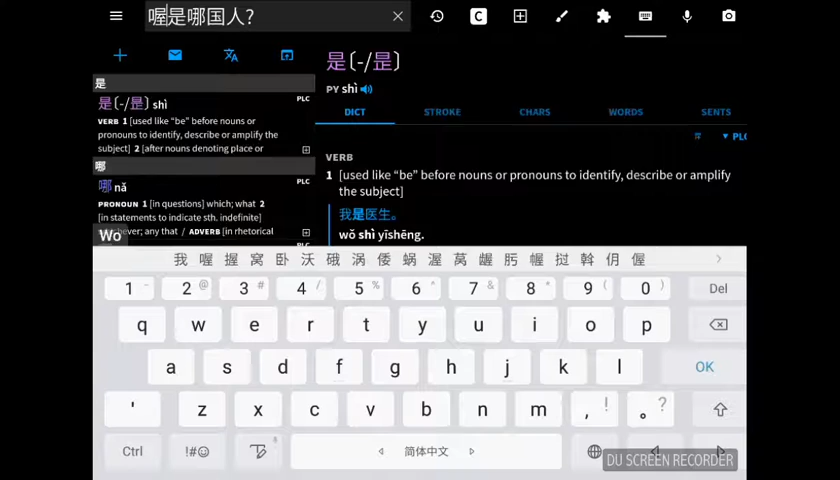 喔是哪国人?
C
是
是〔-/昰〕 shì
PLC
VERB 1 [used like “be” before nouns or
pronouns to identify, describe or amplify the
subject] 2 [after nouns denoting place or
哪
哪 nǎ
PLC
PRONOUN 1 [in questions] which; what 2
[in statements to indicate sth. indefinite]
any that / ADVERB [in rhetorical
是〔-/昰〕
PY shì
DICT STROKE CHARS WORDS SENTS
PLC
VERB
1 [used like “be” before nouns or pronouns to identify, describe or amplify
the subject]
我是医生。
wǒ shì yīshēng.
Wo
我 喔 握 窝 卧 沃 硪 涡 倭 蜗 渥 莴 龌 肟 幄 挝 斡 仴 偓
1 - 2 @ 3 # 4 / 5 % 6 ^ 7 & 8 * 9 ( 0 ) Del
q w e r t y u i o p
a s d f g h j k l OK
' z x c v b n m , ! 。 ?
Ctrl !#☺ 简体中文
DU SCREEN RECORDER